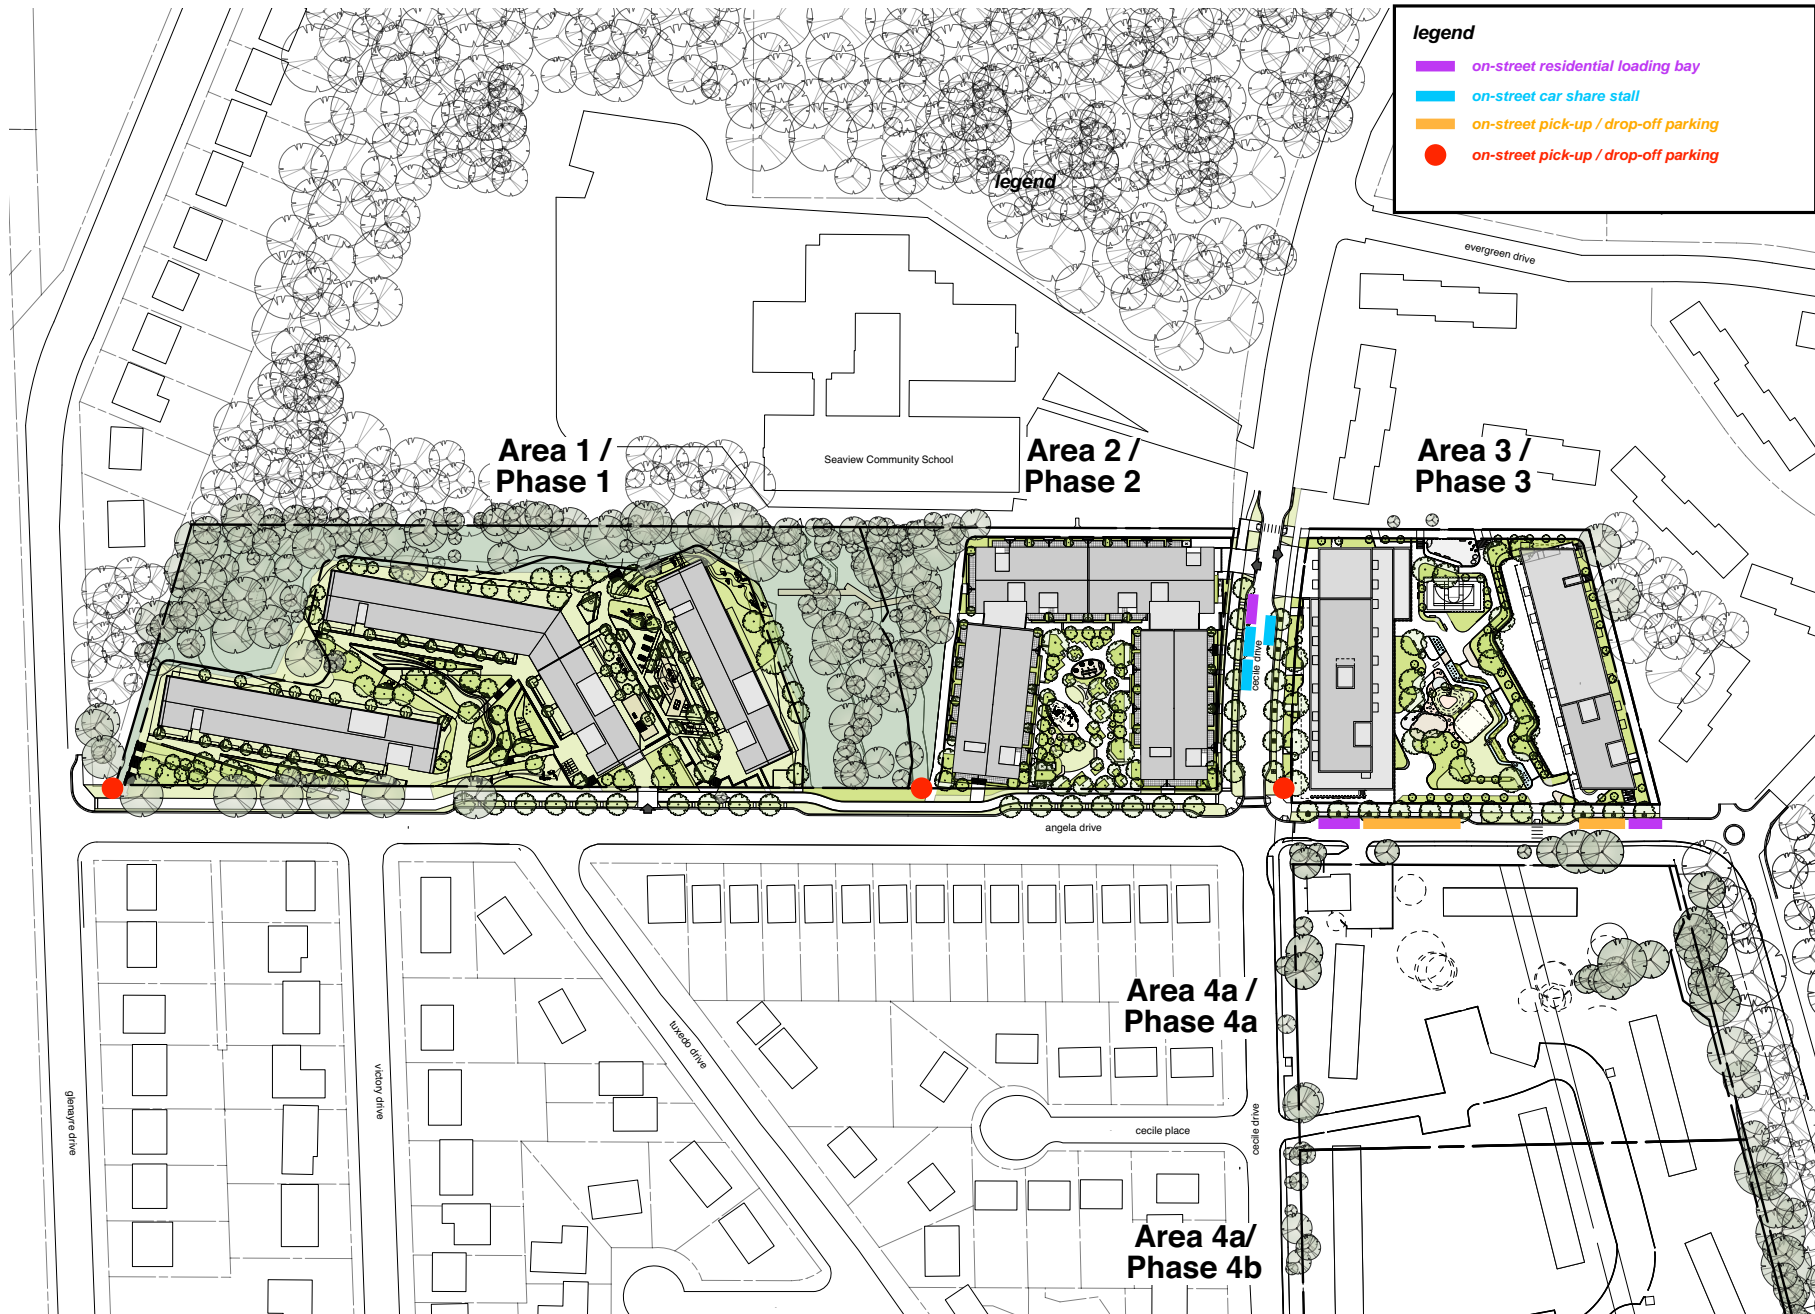 legend
on-street residential loading bay
on-street car share stall
on-street pick-up / drop-off parking
on-street pick-up / drop-off parking
legend
evergreen drive
Area 1 /
Phase 1
Seaview Community School
Area 2 /
Phase 2
Area 3 /
Phase 3
cecile drive
angela drive
Area 4a /
Phase 4a
tuxedo drive
victory drive
glenayre drive
cecile place
cecile drive
Area 4a/
Phase 4b